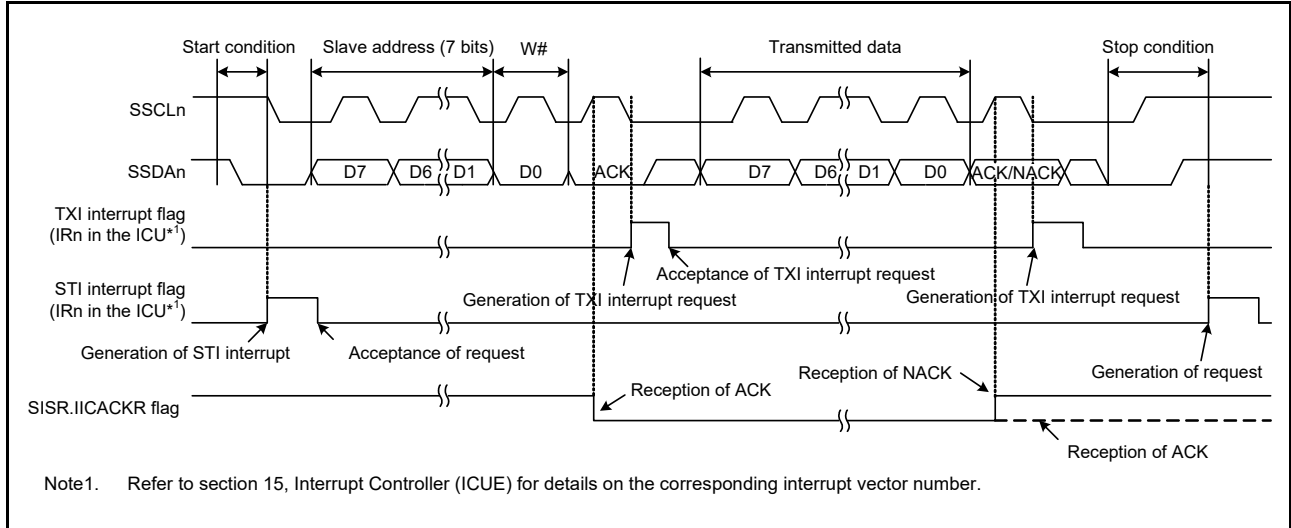 Start condition Slave address (7 bits) W# Transmitted data Stop condition
SSCLn
SSDAn D7 D6 D1 D0 ACK D7 D6 D1 D0 ACK/NACK
TXI interrupt flag
(IRn in the ICU*1)
Acceptance of TXI interrupt request
Generation of TXI interrupt request Generation of TXI interrupt request
STI interrupt flag
(IRn in the ICU*1)
Generation of STI interrupt Acceptance of request
Generation of request
Reception of NACK
Reception of ACK
SISR.IICACKR flag
Reception of ACK
Note1. Refer to section 15, Interrupt Controller (ICUE) for details on the corresponding interrupt vector number.